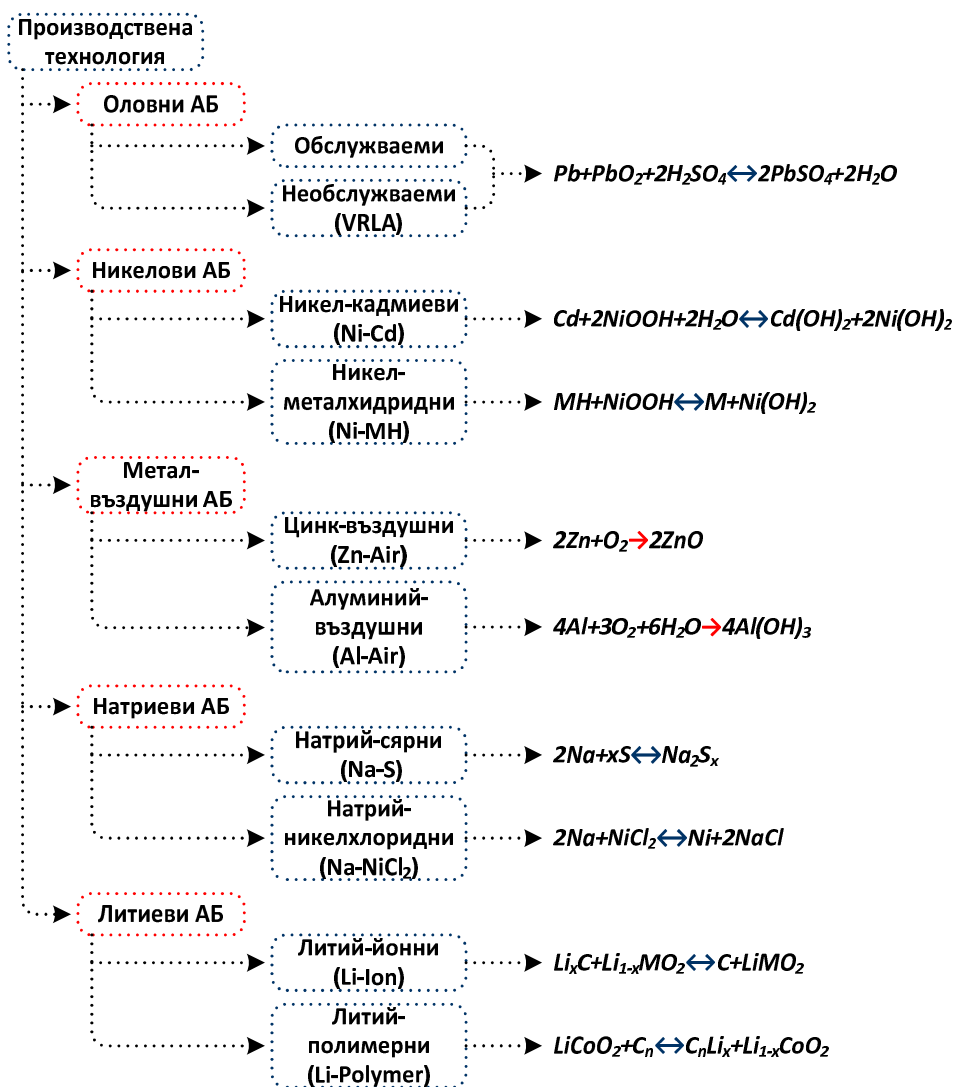 Производствена
технология
Оловни АБ
Обслужваеми
Необслужваеми
(VRLA)
Pb+PbO₂+2H₂SO₄↔2PbSO₄+2H₂O
Никелови АБ
Никел-кадмиеви
(Ni-Cd)
Cd+2NiOOH+2H₂O↔Cd(OH)₂+2Ni(OH)₂
Никел-
металхидридни
(Ni-MH)
MH+NiOOH↔M+Ni(OH)₂
Метал-
въздушни АБ
Цинк-въздушни
(Zn-Air)
2Zn+O₂→2ZnO
Алуминий-
въздушни
(Al-Air)
4Al+3O₂+6H₂O→4Al(OH)₃
Натриеви АБ
Натрий-сярни
(Na-S)
2Na+xS↔Na₂Sₓ
Натрий-
никелхлоридни
(Na-NiCl₂)
2Na+NiCl₂↔Ni+2NaCl
Литиеви АБ
Литий-йонни
(Li-Ion)
LiₓC+Li₁₋ₓMO₂↔C+LiMO₂
Литий-
полимерни
(Li-Polymer)
LiCoO₂+Cₙ↔CₙLiₓ+Li₁₋ₓCoO₂